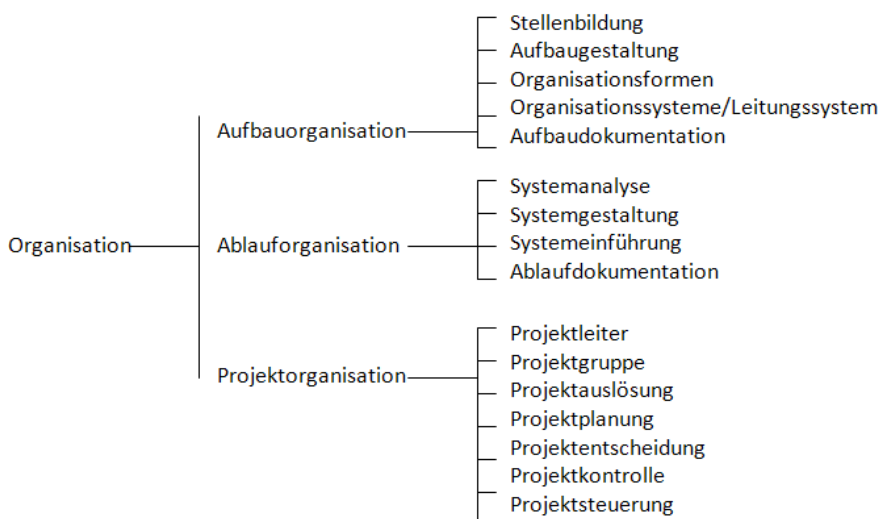 Organisation
Aufbauorganisation
Stellenbildung
Aufbaugestaltung
Organisationsformen
Organisationssysteme/Leitungssystem
Aufbaudokumentation
Ablauforganisation
Systemanalyse
Systemgestaltung
Systemeinführung
Ablaufdokumentation
Projektorganisation
Projektleiter
Projektgruppe
Projektauslösung
Projektplanung
Projektentscheidung
Projektkontrolle
Projektsteuerung